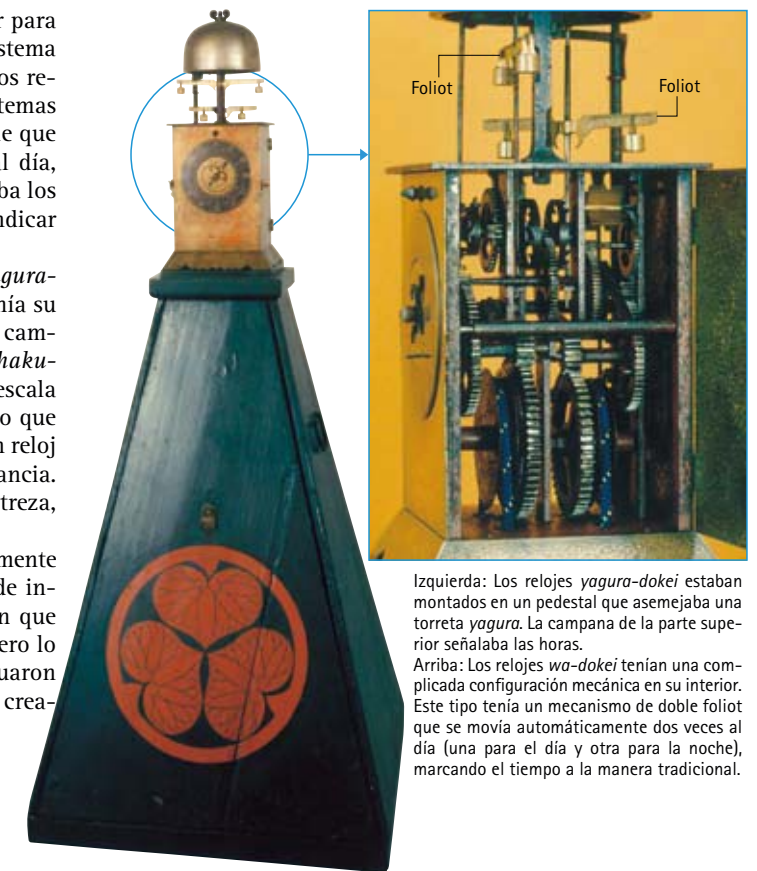 r para
istema
os re-
temas
e que
l día,
ba los
ndicar
gura-
nía su
cam-
haku-
escala
o que
n reloj
ancia.
treza,
mente
de in-
n que
ero lo
uaron
crea-
Foliot
Foliot
Izquierda: Los relojes yagura-dokei estaban
montados en un pedestal que asemejaba una
torreta yagura. La campana de la parte supe-
rior señalaba las horas.
Arriba: Los relojes wa-dokei tenían una com-
plicada configuración mecánica en su interior.
Este tipo tenía un mecanismo de doble foliot
que se movía automáticamente dos veces al
día (una para el día y otra para la noche),
marcando el tiempo a la manera tradicional.